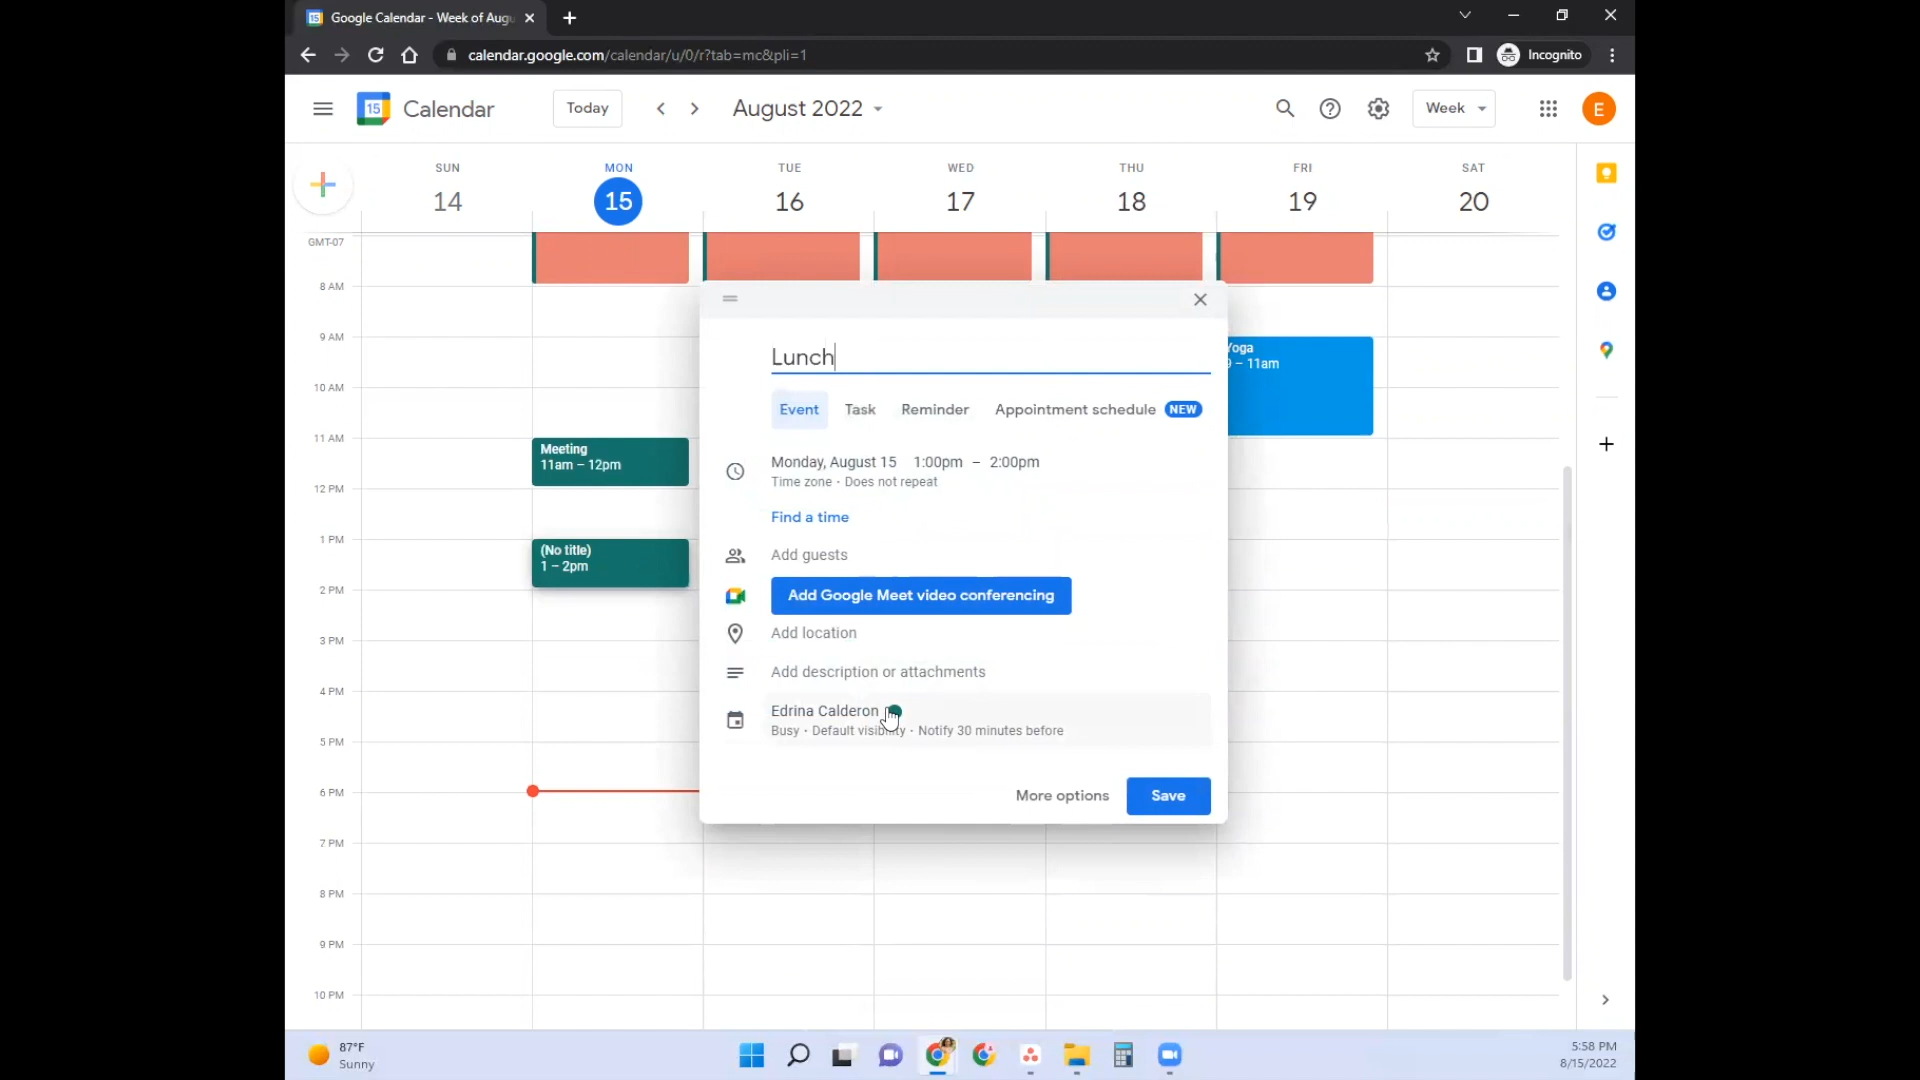 Google Calendar - Week of Augu
calendar.google.com/calendar/u/0/r?tab=mc&pli=1
Incognito
15
Calendar
Today
August 2022
Week
E
SUN
14
MON
15
TUE
16
WED
17
THU
18
FRI
19
SAT
20
GMT-07
8 AM
9 AM
10 AM
11 AM
12 PM
1 PM
2 PM
3 PM
4 PM
5 PM
6 PM
7 PM
8 PM
9 PM
10 PM
Meeting
11am – 12pm
(No title)
1 – 2pm
Yoga
9 – 11am
Lunch
Event
Task
Reminder
Appointment schedule NEW
Monday, August 15 1:00pm – 2:00pm
Time zone · Does not repeat
Find a time
Add guests
Add Google Meet video conferencing
Add location
Add description or attachments
Edrina Calderon
Busy · Default visibility · Notify 30 minutes before
More options
Save
87°F
Sunny
5:58 PM
8/15/2022